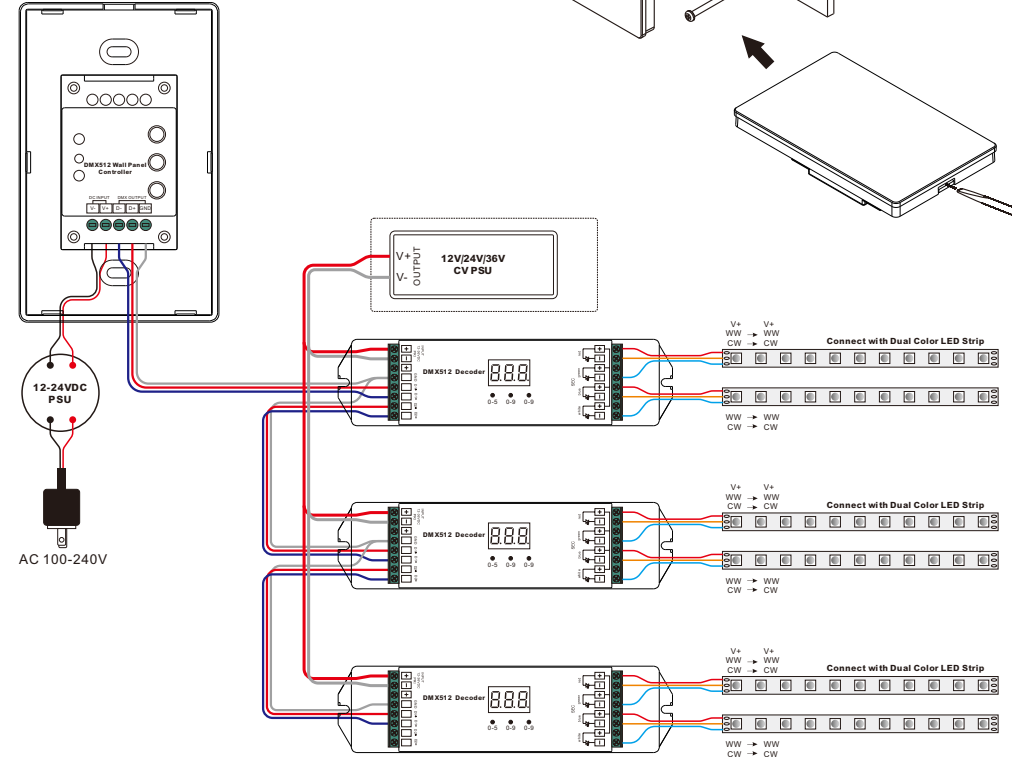 DMX512 Wall Panel
Controller
DC INPUT DMX OUTPUT
V- V+ D- D+ GND
12-24VDC
PSU
AC 100-240V
V+
V-
OUTPUT
12V/24V/36V
CV PSU
DMX512 Decoder
0-5 0-9 0-9
V+ V+
WW → WW
CW → CW
Connect with Dual Color LED Strip
WW → WW
CW → CW
DMX512 Decoder
0-5 0-9 0-9
V+ V+
WW → WW
CW → CW
Connect with Dual Color LED Strip
WW → WW
CW → CW
DMX512 Decoder
0-5 0-9 0-9
V+ V+
WW → WW
CW → CW
Connect with Dual Color LED Strip
WW → WW
CW → CW